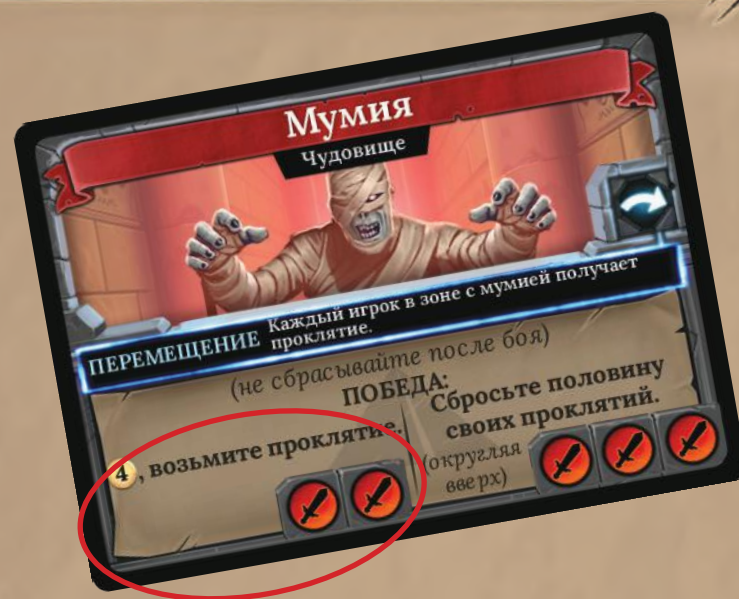 Мумия
Чудовище
ПЕРЕМЕЩЕНИЕ Каждый игрок в зоне с мумией получает
проклятие.
(не сбрасывайте после боя)
ПОБЕДА:
4, возьмите проклятие.
Сбросьте половину
своих проклятий.
(округляя
вверх)